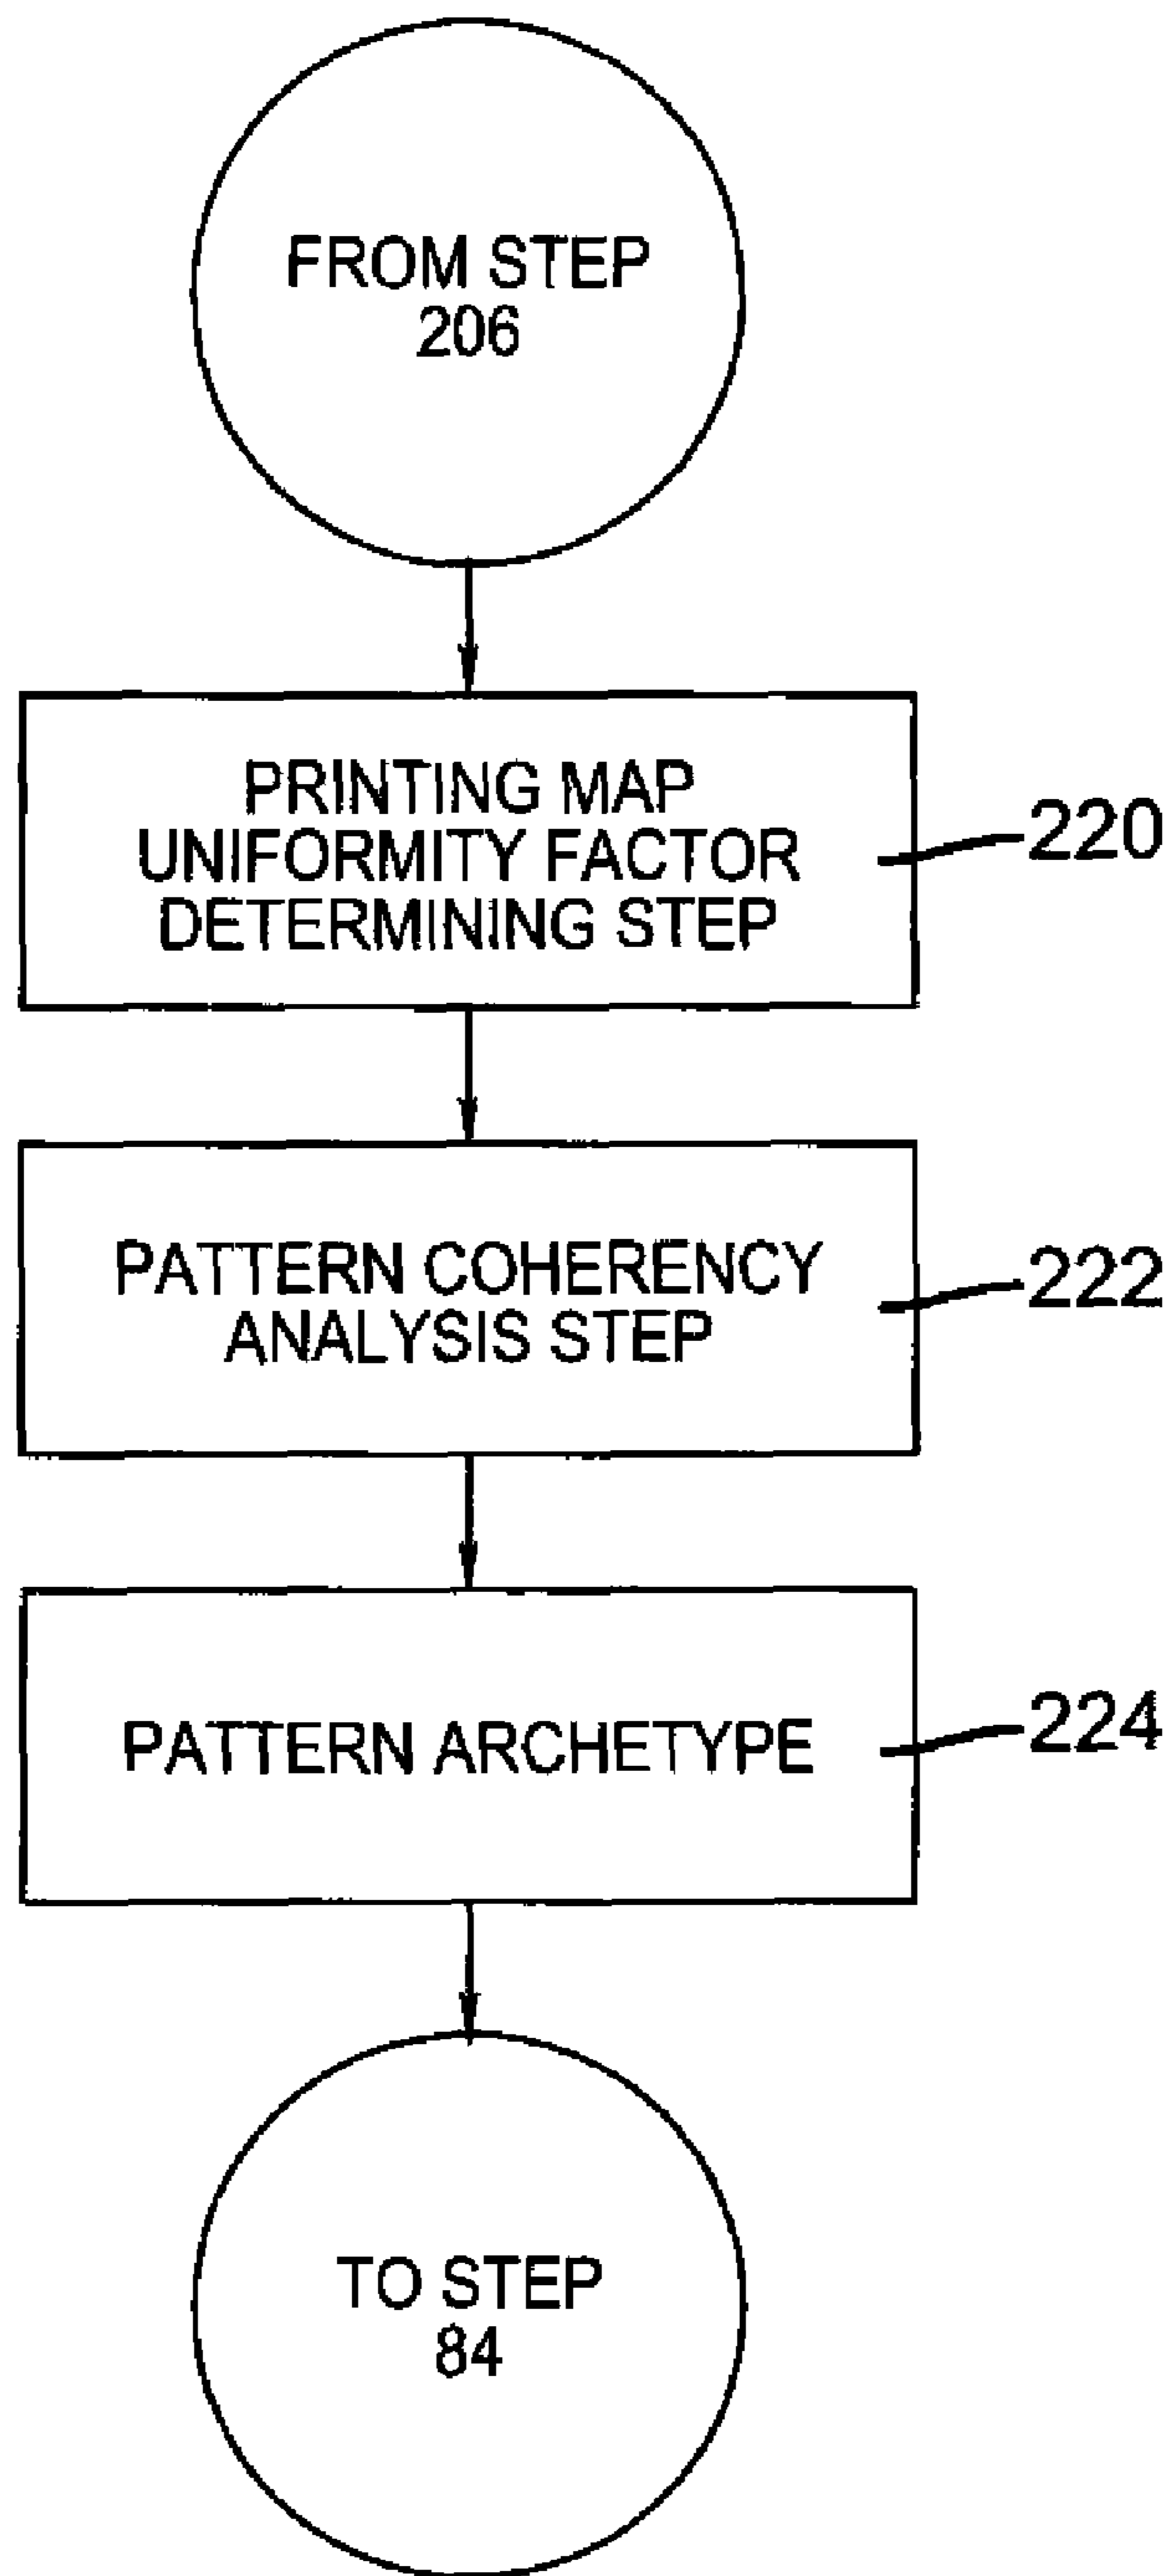 FROM STEP
206
PRINTING MAP
UNIFORMITY FACTOR
DETERMINING STEP
220
PATTERN COHERENCY
ANALYSIS STEP
222
PATTERN ARCHETYPE
224
TO STEP
84